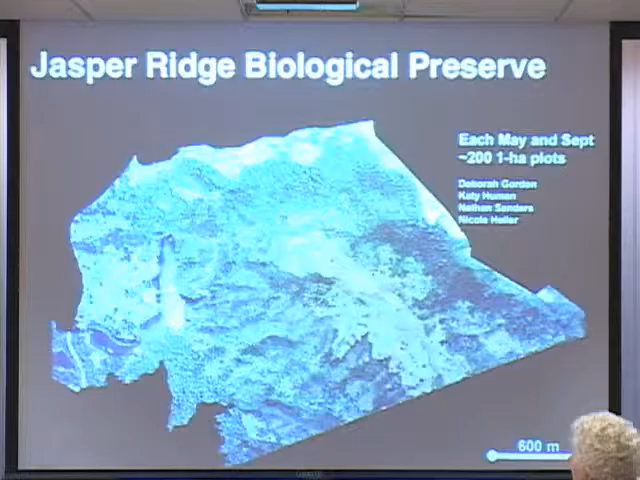 Jasper Ridge Biological Preserve
Each May and Sept
~200 1-ha plots
Deborah Gordon
Katy Human
Nathan Sanders
Nicole Heller
600 m